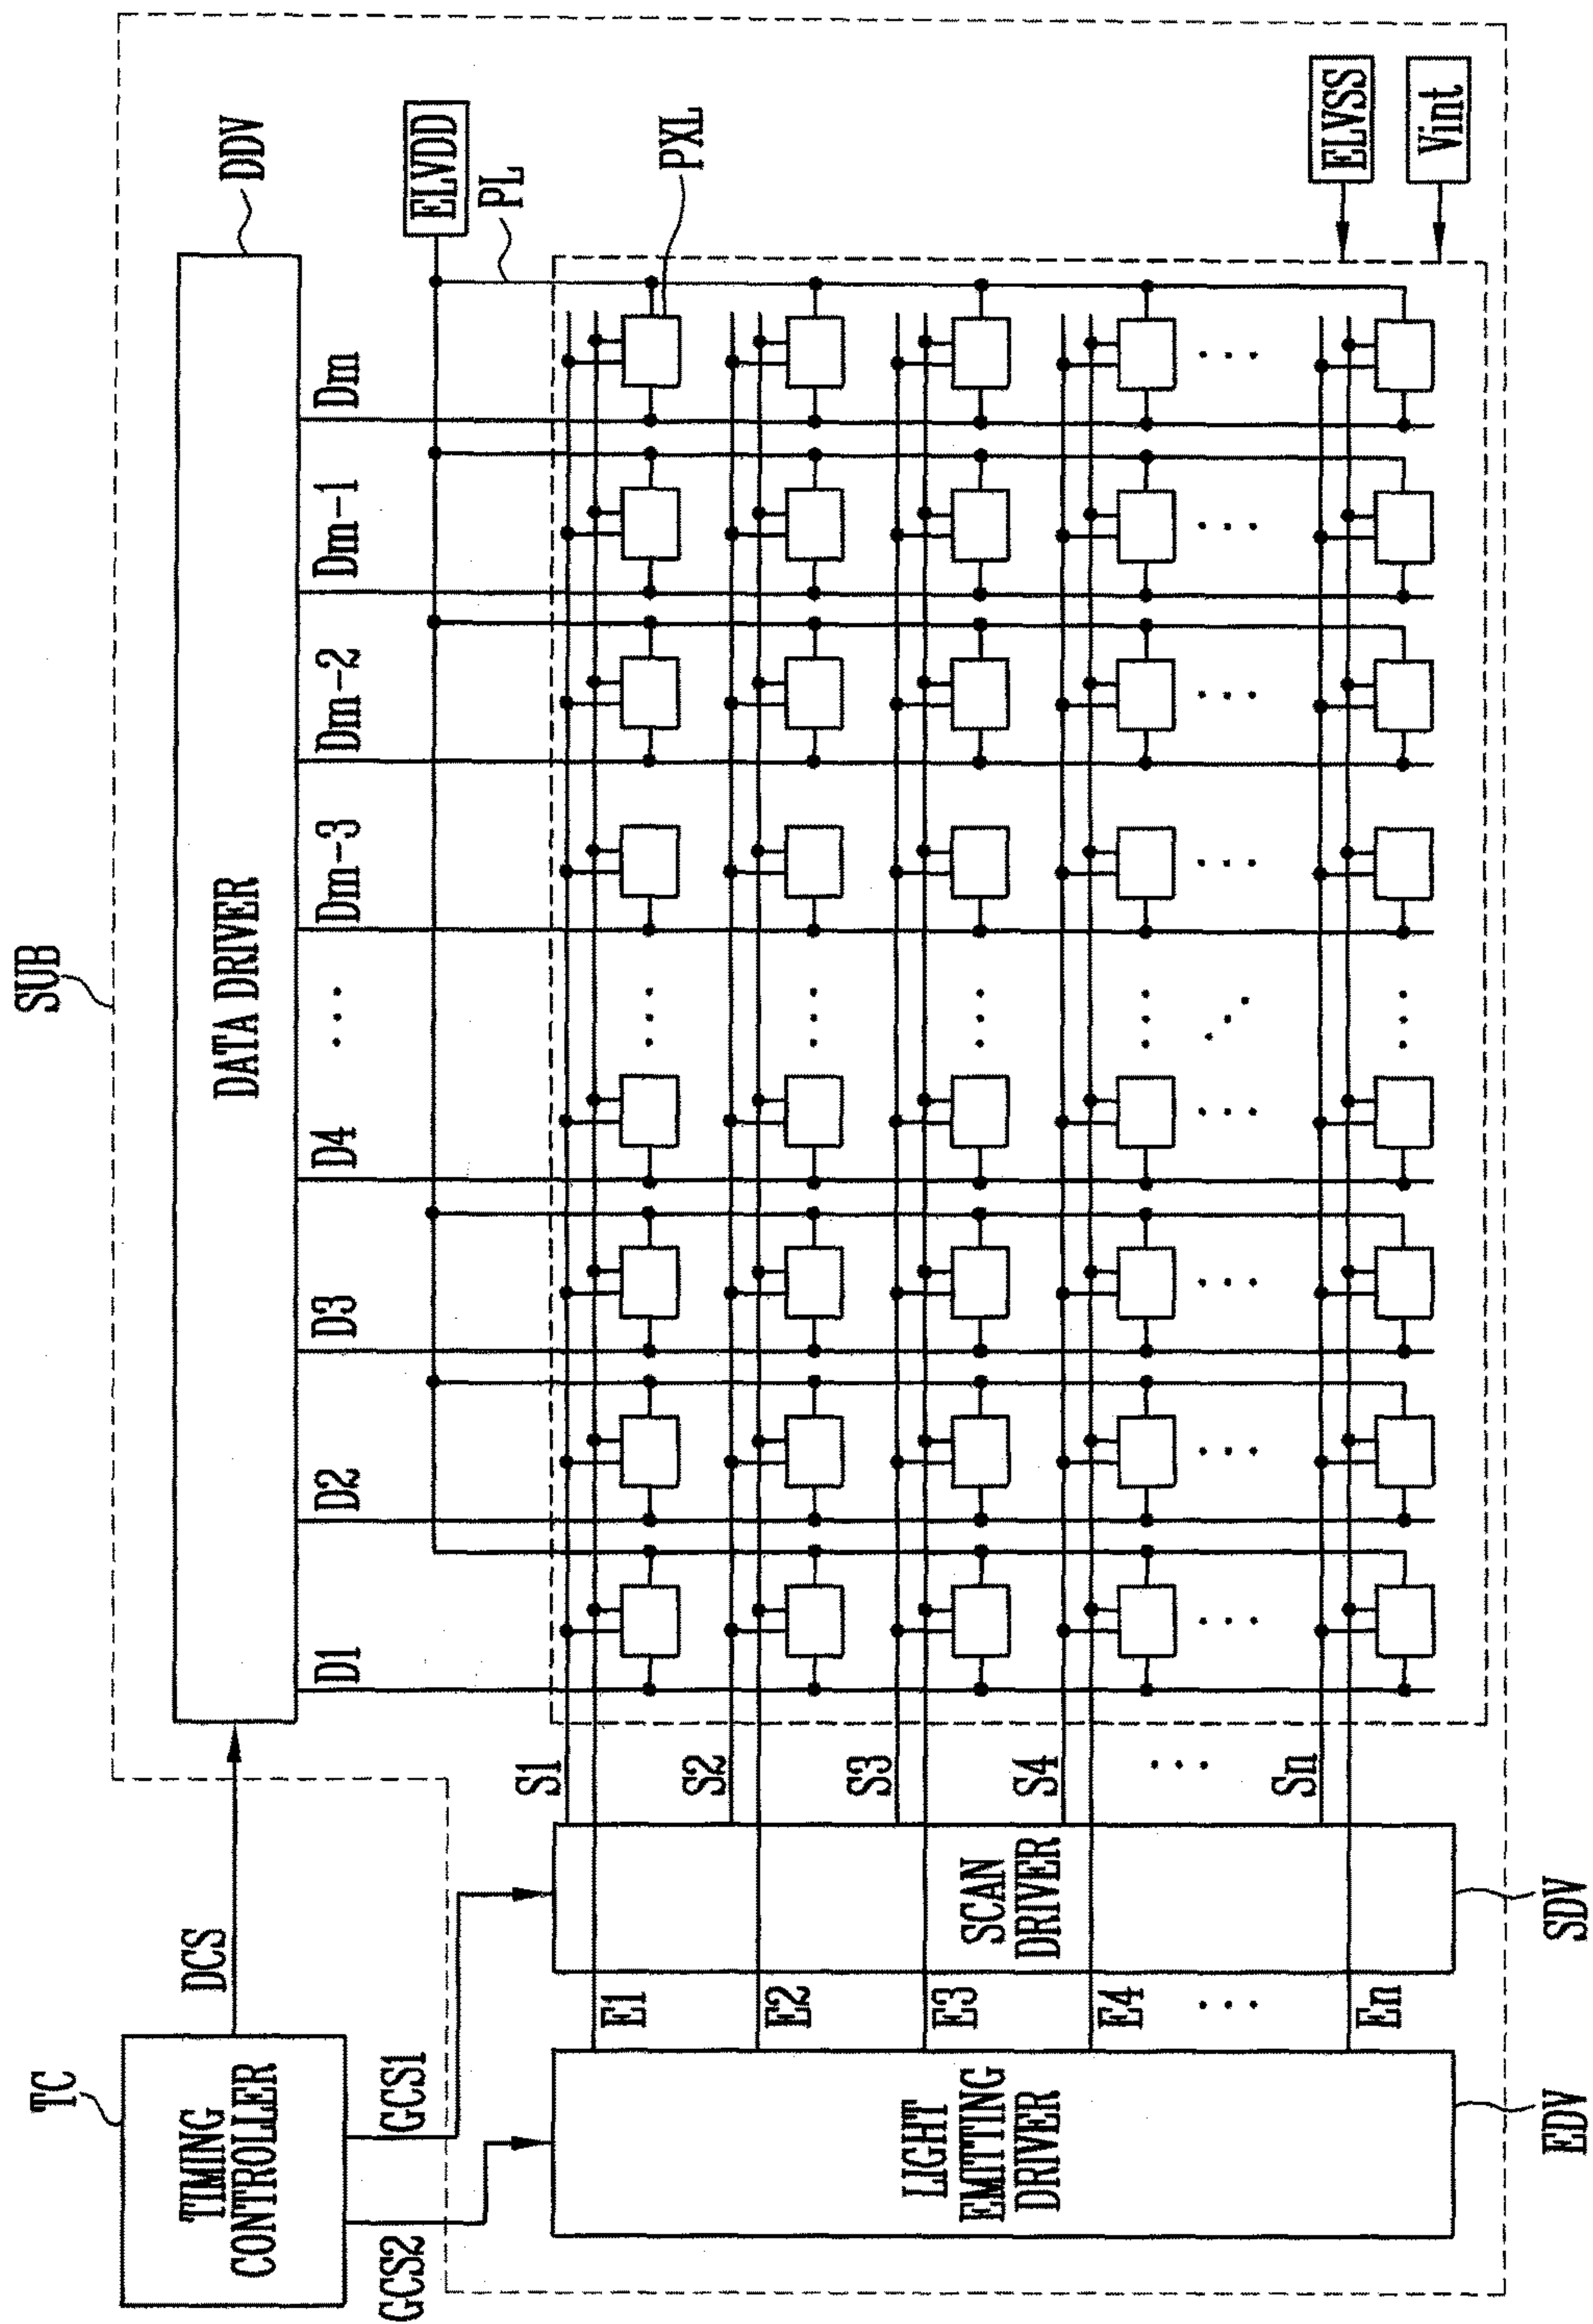 SUB
TC
TIMING
CONTROLLER
DCS
DATA DRIVER
DDV
GCS2
GCS1
D1
D2
D3
D4
...
Dm-3
Dm-2
Dm-1
Dm
ELVDD
PL
PXL
S1
S2
S3
S4
...
Sn
E1
E2
E3
E4
...
En
LIGHT
EMITTING
DRIVER
SCAN
DRIVER
ELVSS
Vint
EDV
SDV